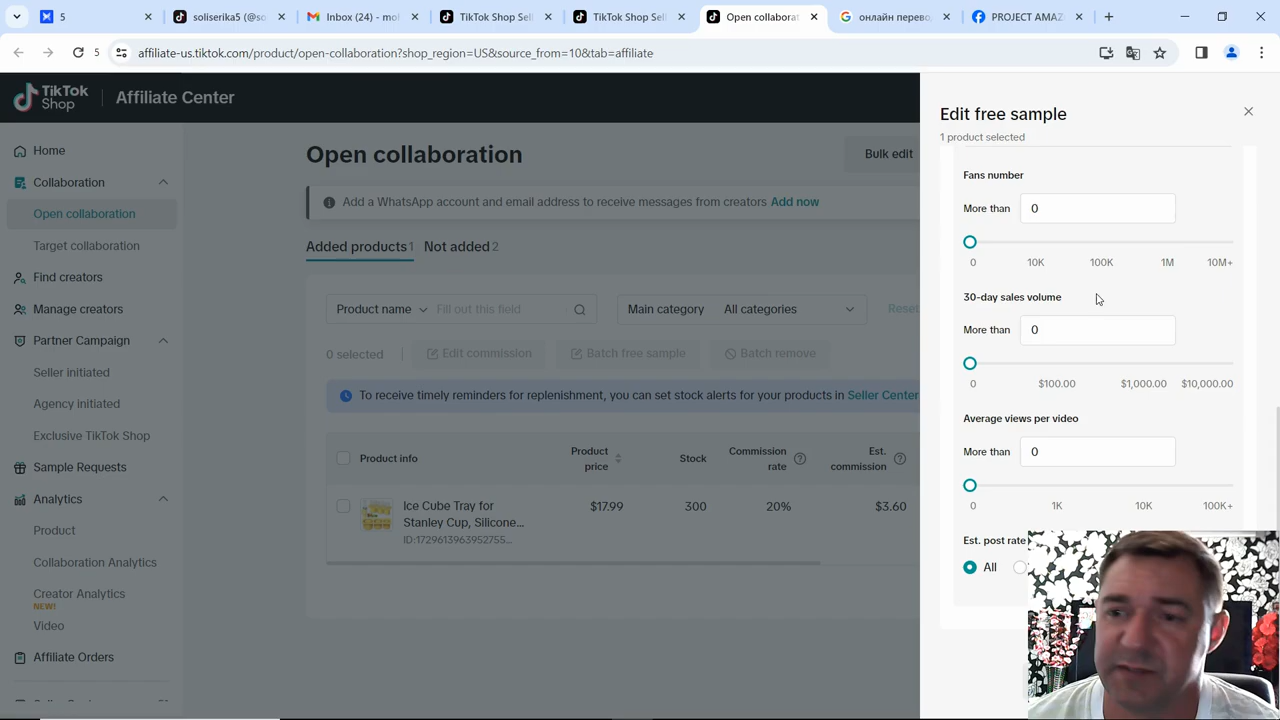 5
soliserika5 (@so
Inbox (24) - mo
TikTok Shop Sell
TikTok Shop Sell
Open collaborat
онлайн перевод
PROJECT AMAZ
5
affiliate-us.tiktok.com/product/open-collaboration?shop_region=US&source_from=10&tab=affiliate
TikTok Shop
Affiliate Center
Home
Collaboration
Open collaboration
Target collaboration
Find creators
Manage creators
Partner Campaign
Seller initiated
Agency initiated
Exclusive TikTok Shop
Sample Requests
Analytics
Product
Collaboration Analytics
Creator Analytics
NEW!
Video
Affiliate Orders
Open collaboration
Bulk edit
Add a WhatsApp account and email address to receive messages from creators Add now
Added products 1
Not added 2
Product name
Fill out this field
Main category
All categories
Reset
0 selected
Edit commission
Batch free sample
Batch remove
To receive timely reminders for replenishment, you can set stock alerts for your products in Seller Center
Product info
Product price
Stock
Commission rate
Est. commission
Ice Cube Tray for
Stanley Cup, Silicone...
ID:1729613963952755...
$17.99
300
20%
$3.60
Edit free sample
1 product selected
Fans number
More than
0
0
10K
100K
1M
10M+
30-day sales volume
More than
0
0
$100.00
$1,000.00
$10,000.00
Average views per video
More than
0
0
1K
10K
100K+
Est. post rate
All